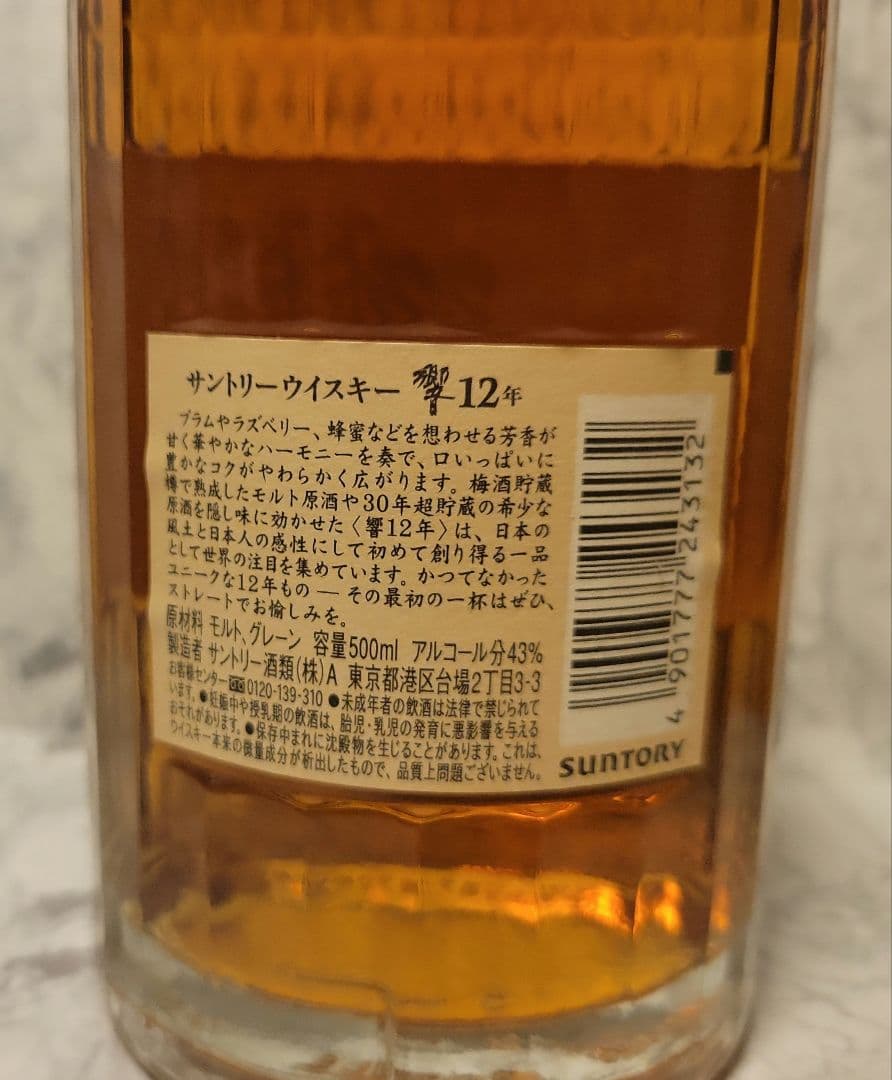 サントリーウイスキー 響 12年
プラムやラズベリー、蜂蜜などを想わせる芳香が
甘く華やかなハーモニーを奏で、口いっぱいに
豊かなコクがやわらかく広がります。梅酒貯蔵
樽で熟成したモルト原酒や30年超貯蔵の希少な
原酒を隠し味に効かせた〈響12年〉は、日本の
風土と日本人の感性にして初めて創り得る一品
として世界の注目を集めています。かつてなかった
ユニークな12年もの ― その最初の一杯はぜひ、
ストレートでお愉しみを。
原材料 モルト、グレーン 容量500ml アルコール分43%
製造者 サントリー酒類(株)A 東京都港区台場2丁目3-3
お客様センター 0120-139-310 ●未成年者の飲酒は法律で禁じられて
います。●妊娠中や授乳期の飲酒は、胎児・乳児の発育に悪影響を与える
おそれがあります。●保存中まれに沈殿物を生じることがあります。これは、
ウイスキー本来の微量成分が析出したもので、品質上問題ございません。
4 901777 243132
SUNTORY